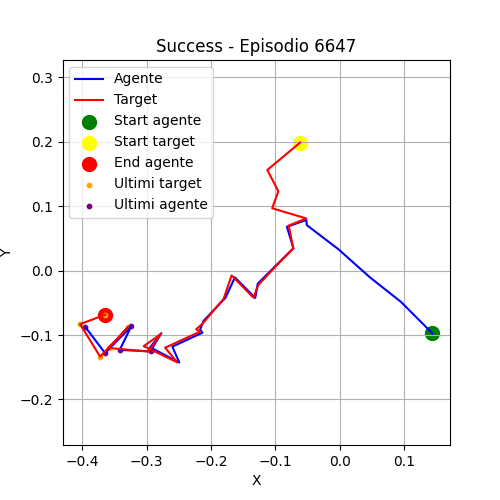 Success - Episodio 6647
Agente
Target
Start agente
Start target
End agente
Ultimi target
Ultimi agente
0.3
0.2
0.1
0.0
−0.1
−0.2
Y
−0.4
−0.3
−0.2
−0.1
0.0
0.1
X